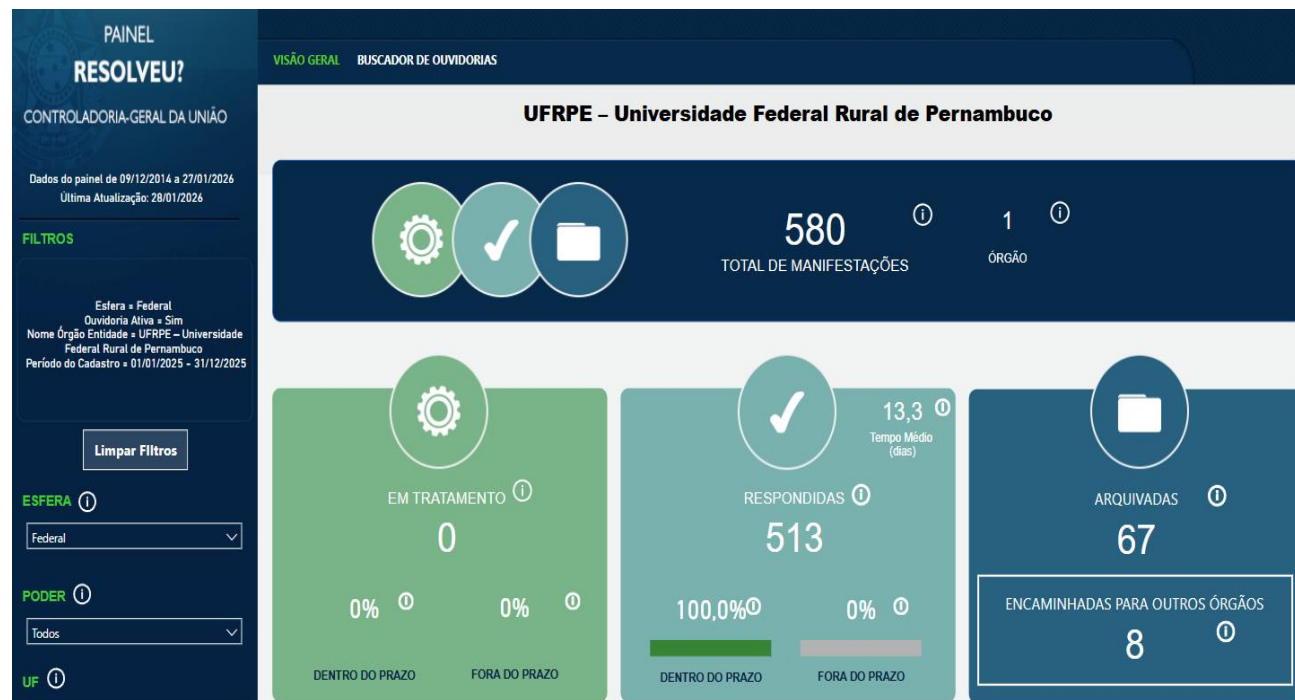 PAINEL
RESOLVEU?
CONTROLADORIA-GERAL DA UNIÃO
Dados do painel de 09/12/2014 a 27/01/2026
Última Atualização: 28/01/2026
FILTROS
Esfera = Federal
Ouvidoria Ativa = Sim
Nome Órgão Entidade = UFRPE – Universidade
Federal Rural de Pernambuco
Período do Cadastro = 01/01/2025 - 31/12/2025
Limpar FIltros
ESFERA
Federal
PODER
Todos
UF
VISÃO GERAL BUSCADOR DE OUVIDORIAS
UFRPE – Universidade Federal Rural de Pernambuco
580
TOTAL DE MANIFESTAÇÕES
1
ÓRGÃO
EM TRATAMENTO
0
0% 0%
DENTRO DO PRAZO FORA DO PRAZO
13,3
Tempo Médio
(dias)
RESPONDIDAS
513
100,0% 0%
DENTRO DO PRAZO FORA DO PRAZO
ARQUIVADAS
67
ENCAMINHADAS PARA OUTROS ÓRGÃOS
8